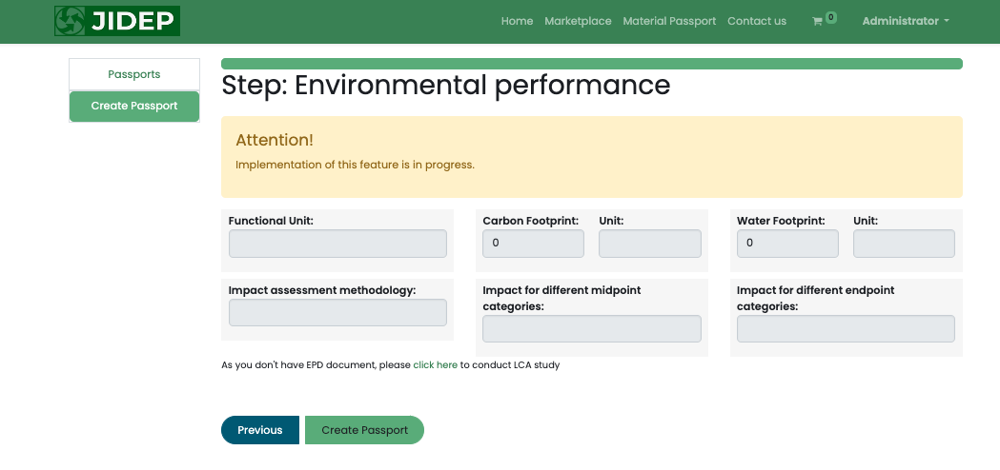 JIDEP
Home Marketplace Material Passport Contact us 0 Administrator
Passports
Create Passport
Step: Environmental performance
Attention!
Implementation of this feature is in progress.
Functional Unit:
Carbon Footprint: Unit:
0
Water Footprint: Unit:
0
Impact assessment methodology:
Impact for different midpoint
categories:
Impact for different endpoint
categories:
As you don't have EPD document, please click here to conduct LCA study
Previous Create Passport